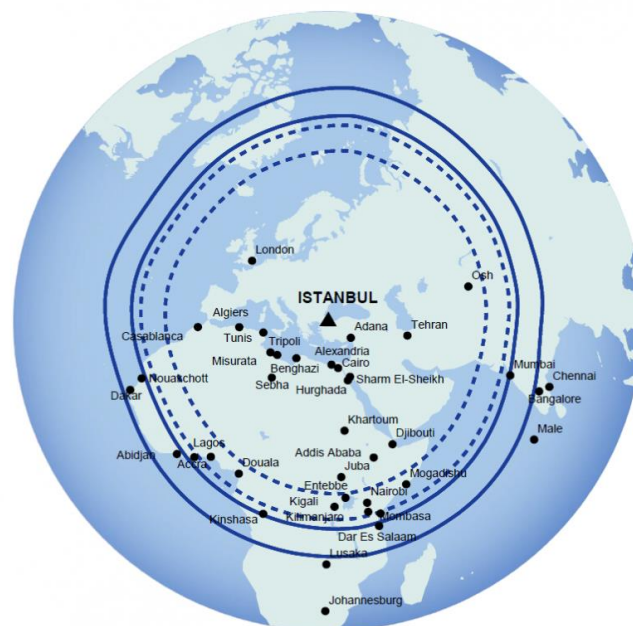 London
Osh
ISTANBUL
Algiers
Casablanca
Tunis
Tripoli
Adana
Tehran
Misurata
Alexandria
Benghazi
Cairo
Mumbai
Nouakchott
Sebha
Sharm El-Sheikh
Chennai
Dakar
Hurghada
Bangalore
Khartoum
Djibouti
Male
Abidjan
Lagos
Accra
Addis Ababa
Douala
Juba
Mogadishu
Entebbe
Kigali
Nairobi
Kinshasa
Kilimanjaro
Mombasa
Dar Es Salaam
Lusaka
Johannesburg